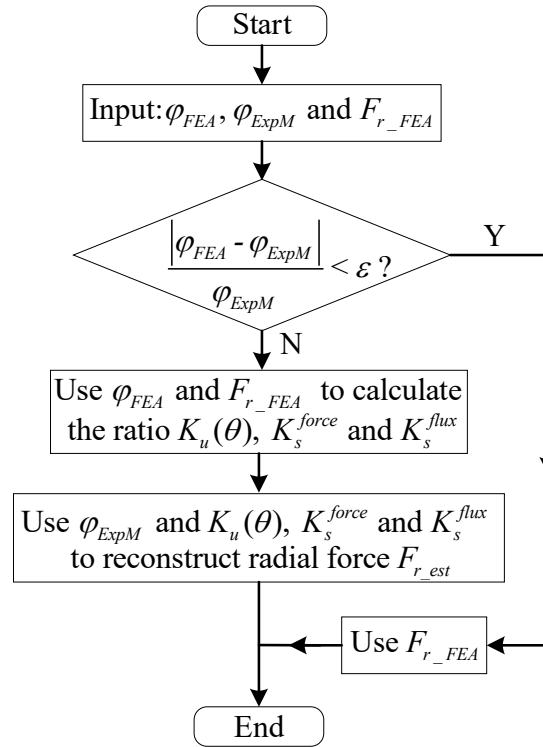 Start
Input: φ_FEA, φ_ExpM and F_r_FEA
|φ_FEA - φ_ExpM|
φ_ExpM
< ε ?
Y
N
Use φ_FEA and F_r_FEA to calculate
the ratio K_u(θ), K_s^force and K_s^flux
Use φ_ExpM and K_u(θ), K_s^force and K_s^flux
to reconstruct radial force F_r_est
Use F_r_FEA
End